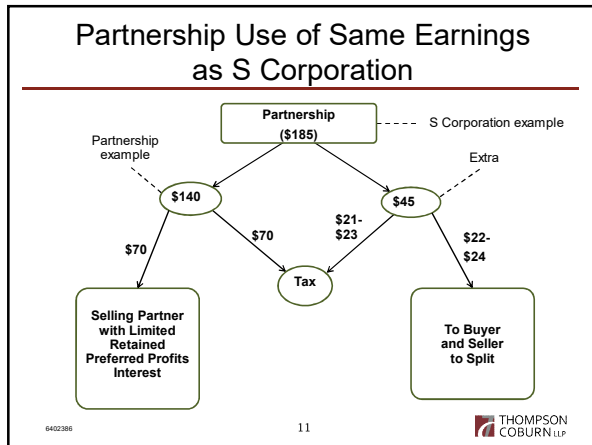 Partnership Use of Same Earnings
as S Corporation
Partnership
($185)
S Corporation example
Partnership
example
Extra
$140
$45
$70
$70
$21-
$23
$22-
$24
Tax
Selling Partner
with Limited
Retained
Preferred Profits
Interest
To Buyer
and Seller
to Split
6402386
11
THOMPSON
COBURN LLP